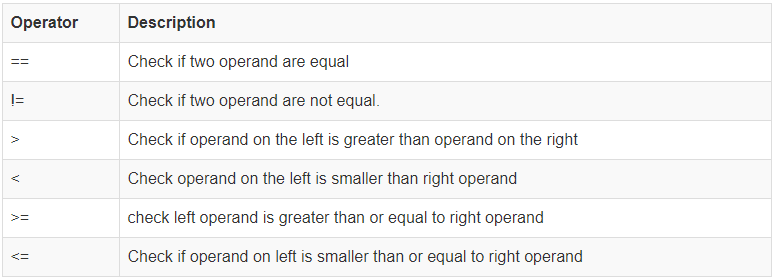 Operator Description
== Check if two operand are equal
!= Check if two operand are not equal.
> Check if operand on the left is greater than operand on the right
< Check operand on the left is smaller than right operand
>= check left operand is greater than or equal to right operand
<= Check if operand on left is smaller than or equal to right operand